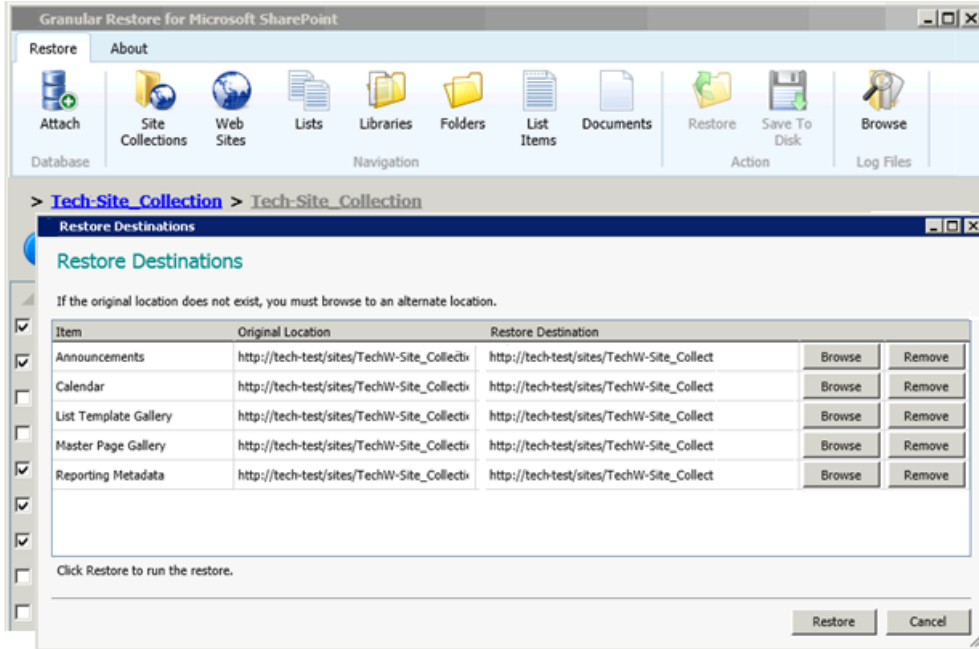 Granular Restore for Microsoft SharePoint
Restore About
Attach Site Collections Web Sites Lists Libraries Folders List Items Documents Restore Save To Disk Browse
Database Navigation Action Log Files
> Tech-Site_Collection > Tech-Site_Collection
Restore Destinations
Restore Destinations
If the original location does not exist, you must browse to an alternate location.
Item Original Location Restore Destination
Announcements http://tech-test/sites/TechW-Site_Collectic http://tech-test/sites/TechW-Site_Collect Browse Remove
Calendar http://tech-test/sites/TechW-Site_Collectic http://tech-test/sites/TechW-Site_Collect Browse Remove
List Template Gallery http://tech-test/sites/TechW-Site_Collectic http://tech-test/sites/TechW-Site_Collect Browse Remove
Master Page Gallery http://tech-test/sites/TechW-Site_Collectic http://tech-test/sites/TechW-Site_Collect Browse Remove
Reporting Metadata http://tech-test/sites/TechW-Site_Collectic http://tech-test/sites/TechW-Site_Collect Browse Remove
Click Restore to run the restore.
Restore Cancel